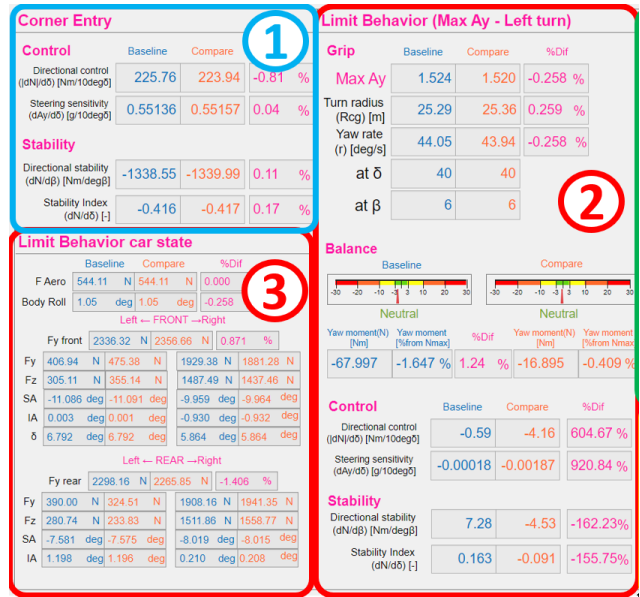 Corner Entry
1
Control Baseline Compare %Dif
Directional control
(|dN|/dδ) [Nm/10degδ] 225.76 223.94 -0.81 %
Steering sensitivity
(dAy/dδ) [g/10degδ] 0.55136 0.55157 0.04 %
Stability
Directional stability
(dN/dβ) [Nm/degβ] -1338.55 -1339.99 0.11 %
Stability Index
(dN/dδ) [-] -0.416 -0.417 0.17 %
Limit Behavior car state
3
Baseline Compare %Dif
F Aero 544.11 N 544.11 N 0.000
Body Roll 1.05 deg 1.05 deg -0.258
Left ← FRONT →Right
Fy front 2336.32 N 2356.66 N 0.871 %
Fy 406.94 N 475.38 N 1929.38 N 1881.28 N
Fz 305.11 N 355.14 N 1487.49 N 1437.46 N
SA -11.086 deg -11.091 deg -9.959 deg -9.964 deg
IA 0.003 deg 0.001 deg -0.930 deg -0.932 deg
δ 6.792 deg 6.792 deg 5.864 deg 5.864 deg
Left ← REAR →Right
Fy rear 2298.16 N 2265.85 N -1.406 %
Fy 390.00 N 324.51 N 1908.16 N 1941.35 N
Fz 280.74 N 233.83 N 1511.86 N 1558.77 N
SA -7.581 deg -7.575 deg -8.019 deg -8.015 deg
IA 1.198 deg 1.196 deg 0.210 deg 0.208 deg
Limit Behavior (Max Ay - Left turn)
2
Grip Baseline Compare %Dif
Max Ay 1.524 1.520 -0.258 %
Turn radius
(Rcg) [m] 25.29 25.36 0.259 %
Yaw rate
(r) [deg/s] 44.05 43.94 -0.258 %
at δ 40 40
at β 6 6
Balance
Baseline Compare
-30 -20 -10 -3 3 10 20 30 -30 -20 -10 -3 3 10 20 30
Neutral Neutral
Yaw moment(N) Yaw moment %Dif Yaw moment(N) Yaw moment
[Nm] [%from Nmax] [Nm] [%from Nmax]
-67.997 -1.647 % 1.24 % -16.895 -0.409 %
Control Baseline Compare %Dif
Directional control
(|dN|/dδ) [Nm/10degδ] -0.59 -4.16 604.67 %
Steering sensitivity
(dAy/dδ) [g/10degδ] -0.00018 -0.00187 920.84 %
Stability
Directional stability
(dN/dβ) [Nm/degβ] 7.28 -4.53 -162.23%
Stability Index
(dN/dδ) [-] 0.163 -0.091 -155.75%